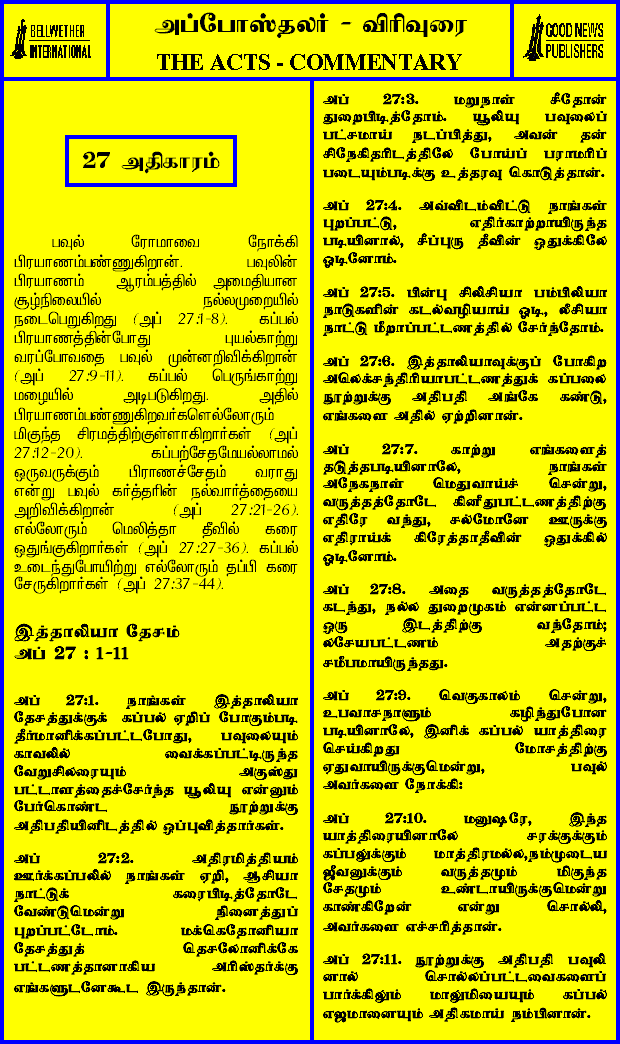 BELLWETHER
INTERNATIONAL
அப்போஸ்தலர் - விரிவுரை
THE ACTS - COMMENTARY
GOOD NEWS
PUBLISHERS
27 அதிகாரம்
பவுல் ரோமாவை நோக்கி
பிரயாணம்பண்ணுகிறான். பவுலின்
பிரயாணம் ஆரம்பத்தில் அமைதியான
சூழ்நிலையில் நல்லமுறையில்
நடைபெறுகிறது (அப் 27:1-8). கப்பல்
பிரயாணத்தின்போது புயல்காற்று
வரப்போவதை பவுல் முன்னறிவிக்கிறான்
(அப் 27:9-11). கப்பல் பெருங்காற்று
மழையில் அடிபடுகிறது. அதில்
பிரயாணம்பண்ணுகிறவர்களெல்லோரும்
மிகுந்த சிரமத்திற்குள்ளாகிறார்கள் (அப்
27:12-20). கப்பற்சேதமேயல்லாமல்
ஒருவருக்கும் பிராணச்சேதம் வராது
என்று பவுல் கர்த்தரின் நல்வார்த்தையை
அறிவிக்கிறான் (அப் 27:21-26).
எல்லோரும் மெலித்தா தீவில் கரை
ஒதுங்குகிறார்கள் (அப் 27:27-36). கப்பல்
உடைந்துபோயிற்று எல்லோரும் தப்பி கரை
சேருகிறார்கள் (அப் 27:37-44).
இத்தாலியா தேசம்
அப் 27 : 1-11
அப் 27:1. நாங்கள் இத்தாலியா
தேசத்துக்குக் கப்பல் ஏறிப் போகும்படி
தீர்மானிக்கப்பட்டபோது, பவுலையும்
காவலில் வைக்கப்பட்டிருந்த
வேறுசிலரையும் அகுஸ்து
பட்டாளத்தைச்சேர்ந்த யூலியு என்னும்
பேர்கொண்ட நூற்றுக்கு
அதிபதியினிடத்தில் ஒப்புவித்தார்கள்.
அப் 27:2. அதிரமித்தியம்
ஊர்க்கப்பலில் நாங்கள் ஏறி, ஆசியா
நாட்டுக் கரைபிடித்தோடே
வேண்டுமென்று நினைத்துப்
புறப்பட்டோம். மக்கெதோனியா
தேசத்துத் தெசலோனிக்கே
பட்டணத்தானாகிய அரிஸ்தர்க்கு
எங்களுடனேகூட இருந்தான்.
அப் 27:3. மறுநாள் சீதோன்
துறைபிடித்தோம். யூலியு பவுலைப்
பட்சமாய் நடப்பித்து, அவன் தன்
சிநேகிதரிடத்திலே போய்ப் பராமரிப்
படையும்படிக்கு உத்தரவு கொடுத்தான்.
அப் 27:4. அவ்விடம்விட்டு நாங்கள்
புறப்பட்டு, எதிர்காற்றாயிருந்த
படியினால், சீப்புரு தீவின் ஒதுக்கிலே
ஓடினோம்.
அப் 27:5. பின்பு சிலிசியா பம்பிலியா
நாடுகளின் கடல்வழியாய் ஓடி, லீசியா
நாட்டு மீறாப்பட்டணத்தில் சேர்ந்தோம்.
அப் 27:6. இத்தாலியாவுக்குப் போகிற
அலெக்சந்திரியாபட்டணத்துக் கப்பலை
நூற்றுக்கு அதிபதி அங்கே கண்டு,
எங்களை அதில் ஏற்றினான்.
அப் 27:7. காற்று எங்களைத்
தடுத்தபடியினாலே, நாங்கள்
அநேகநாள் மெதுவாய்ச் சென்று,
வருத்தத்தோடே கினீதுபட்டணத்திற்கு
எதிரே வந்து, சல்மோனே ஊருக்கு
எதிராய்க் கிரேத்தாதீவின் ஒதுக்கில்
ஓடினோம்.
அப் 27:8. அதை வருத்தத்தோடே
கடந்து, நல்ல துறைமுகம் என்னப்பட்ட
ஒரு இடத்திற்கு வந்தோம்;
லசேயபட்டணம் அதற்குச்
சமீபமாயிருந்தது.
அப் 27:9. வெகுகாலம் சென்று,
உபவாசநாளும் கழிந்துபோன
படியினாலே, இனிக் கப்பல் யாத்திரை
செய்கிறது மோசத்திற்கு
ஏதுவாயிருக்குமென்று, பவுல்
அவர்களை நோக்கி:
அப் 27:10. மனுஷரே, இந்த
யாத்திரையினாலே சரக்குக்கும்
கப்பலுக்கும் மாத்திரமல்ல,நம்முடைய
ஜீவனுக்கும் வருத்தமும் மிகுந்த
சேதமும் உண்டாயிருக்குமென்று
காண்கிறேன் என்று சொல்லி,
அவர்களை எச்சரித்தான்.
அப் 27:11. நூற்றுக்கு அதிபதி பவுலி
னால் சொல்லப்பட்டவைகளைப்
பார்க்கிலும் மாலுமியையும் கப்பல்
எஜமானையும் அதிகமாய் நம்பினான்.